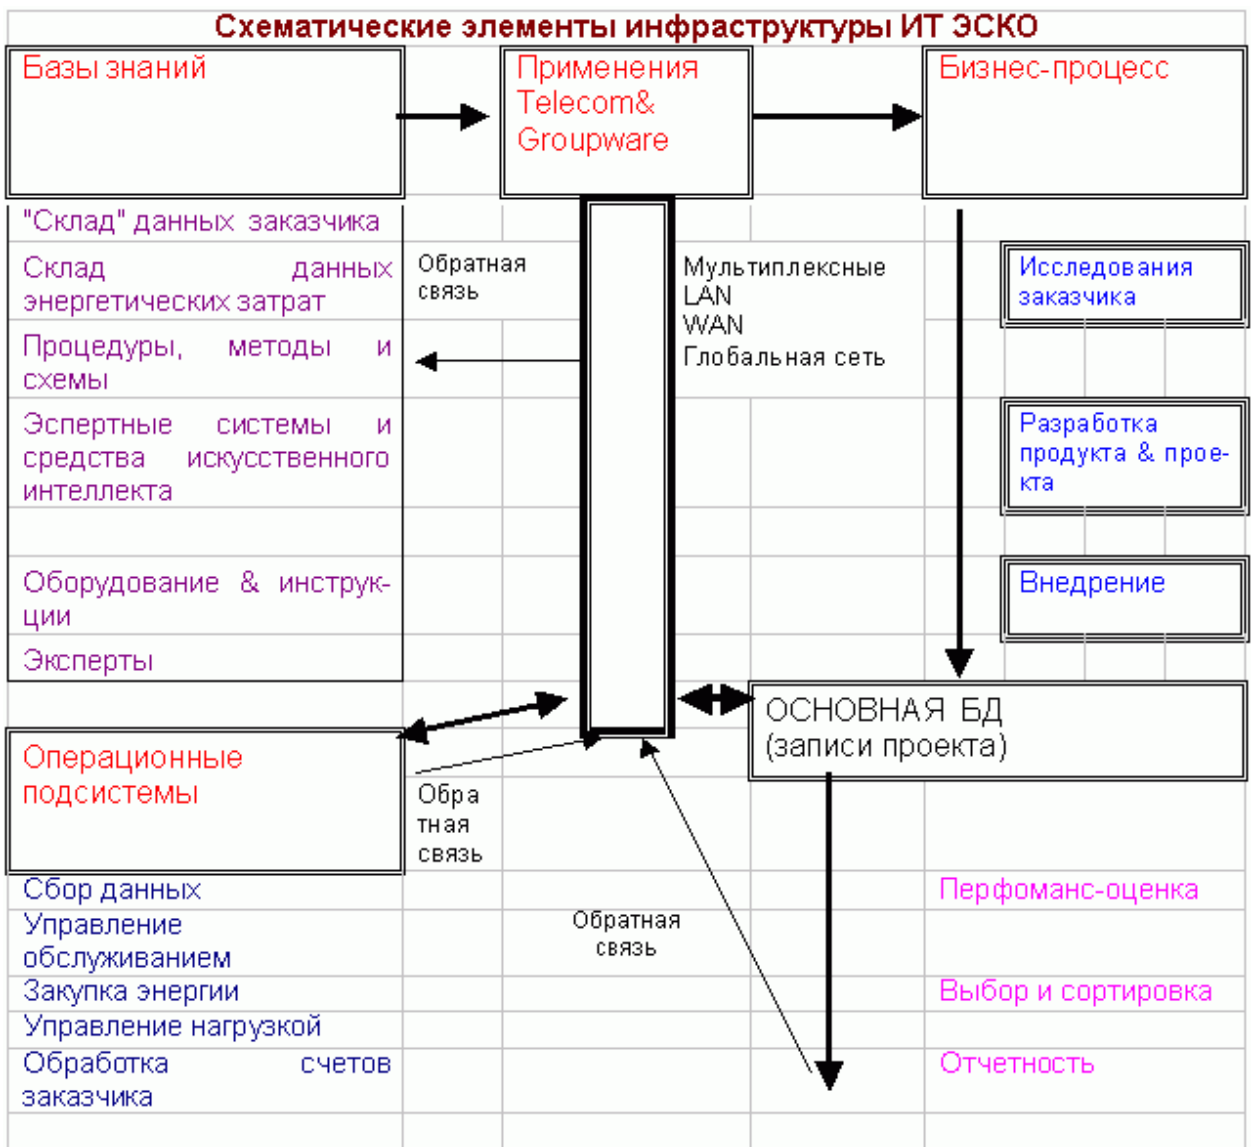 Схематические элементы инфраструктуры ИТ ЭСКО
Базы знаний
Применения
Telecom&
Groupware
Бизнес-процесс
"Склад" данных заказчика
Склад данных
энергетических затрат
Процедуры, методы и
схемы
Эспертные системы и
средства искусственного
интеллекта
Оборудование & инструк-
ции
Эксперты
Обратная
связь
Мультиплексные
LAN
WAN
Глобальная сеть
Исследования
заказчика
Разработка
продукта & прое-
кта
Внедрение
ОСНОВНАЯ БД
(записи проекта)
Операционные
подсистемы
Обра
тная
связь
Сбор данных
Управление
обслуживанием
Закупка энергии
Управление нагрузкой
Обработка счетов
заказчика
Обратная
связь
Перфоманс-оценка
Выбор и сортировка
Отчетность